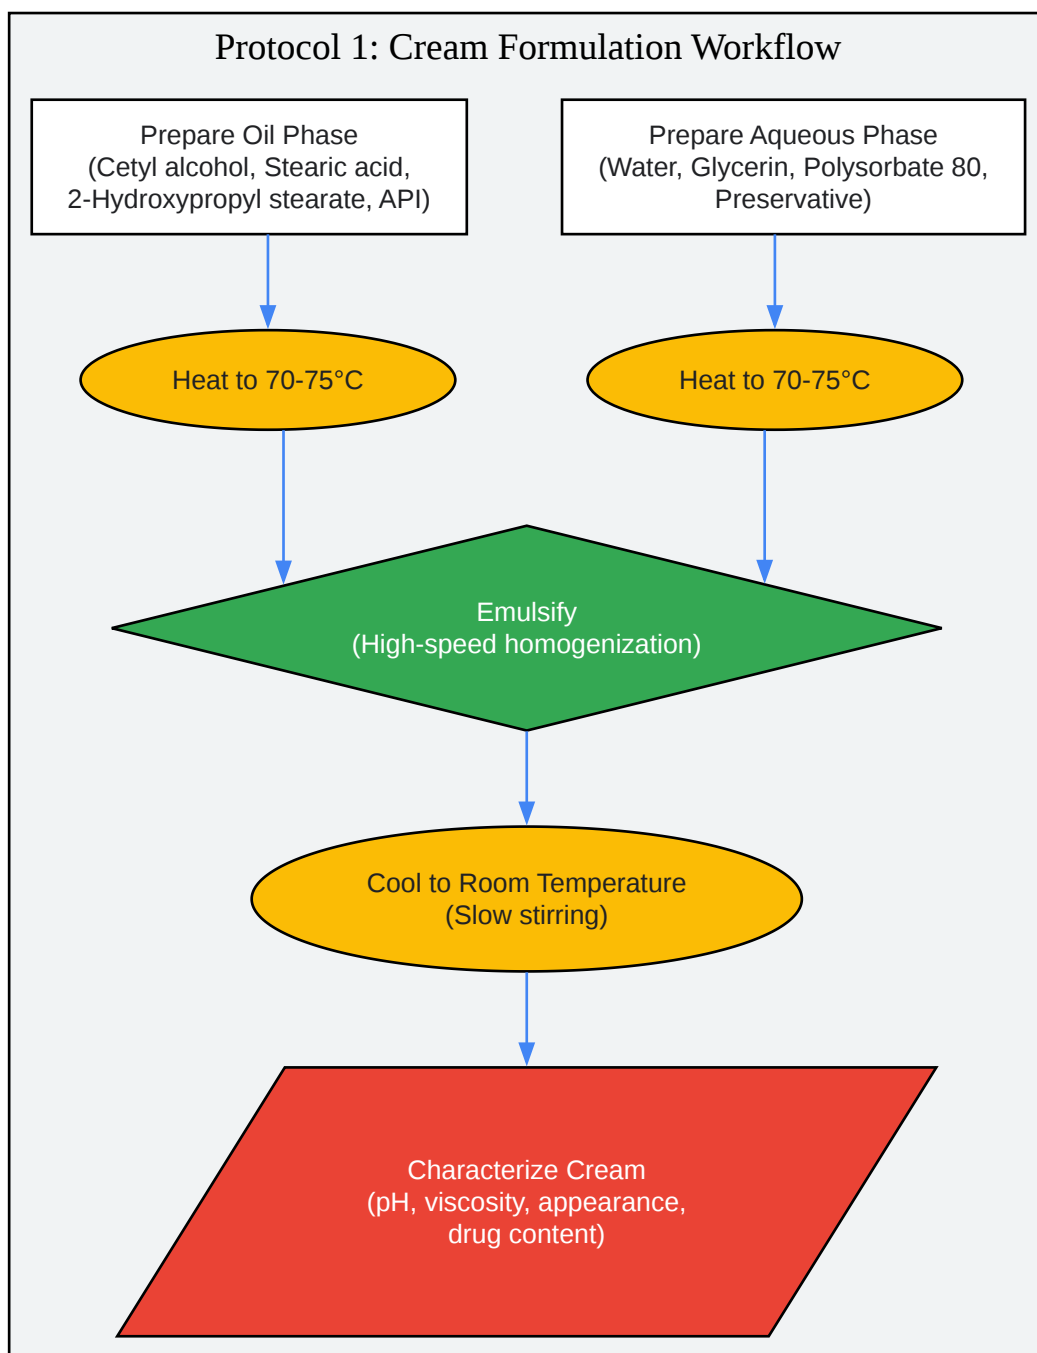 Protocol 1: Cream Formulation Workflow
Prepare Oil Phase
(Cetyl alcohol, Stearic acid,
2-Hydroxypropyl stearate, API)
Prepare Aqueous Phase
(Water, Glycerin, Polysorbate 80,
Preservative)
Heat to 70-75°C
Heat to 70-75°C
Emulsify
(High-speed homogenization)
Cool to Room Temperature
(Slow stirring)
Characterize Cream
(pH, viscosity, appearance,
drug content)